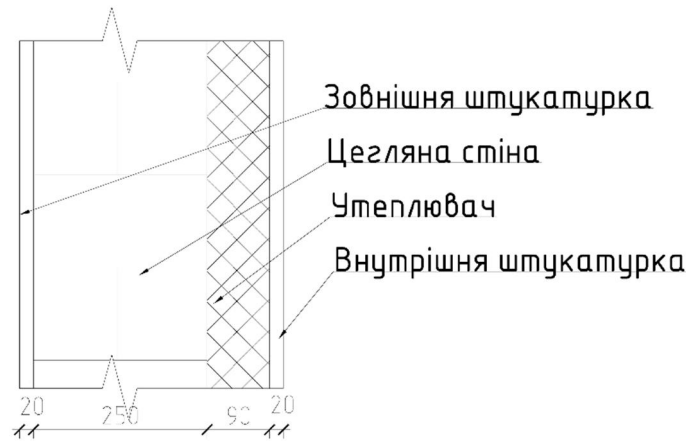 Зовнішня штукатурка
Цегляна стіна
Утеплювач
Внутрішня штукатурка
20 250 90 20